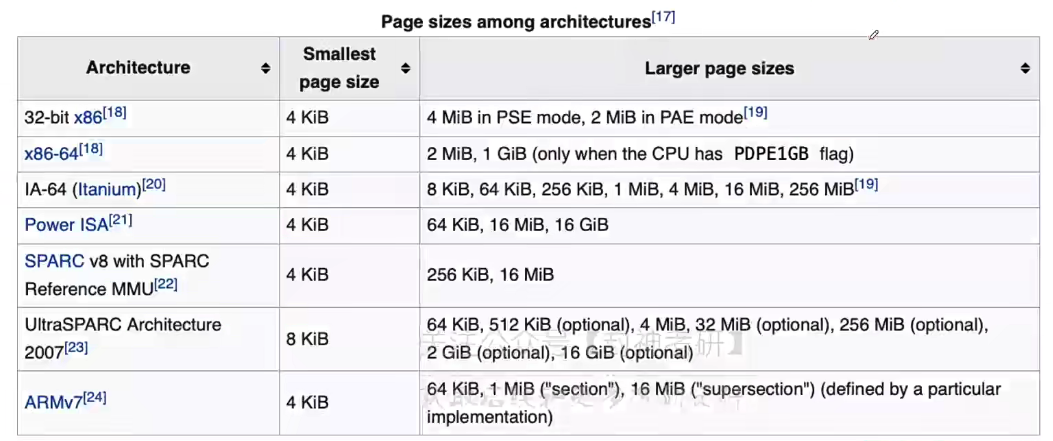 Page sizes among architectures[17]
Architecture
Smallest
page size
Larger page sizes
32-bit x86[18]
4 KiB
4 MiB in PSE mode, 2 MiB in PAE mode[19]
x86-64[18]
4 KiB
2 MiB, 1 GiB (only when the CPU has PDPE1GB flag)
IA-64 (Itanium)[20]
4 KiB
8 KiB, 64 KiB, 256 KiB, 1 MiB, 4 MiB, 16 MiB, 256 MiB[19]
Power ISA[21]
4 KiB
64 KiB, 16 MiB, 16 GiB
SPARC v8 with SPARC
Reference MMU[22]
4 KiB
256 KiB, 16 MiB
UltraSPARC Architecture
2007[23]
8 KiB
64 KiB, 512 KiB (optional), 4 MiB, 32 MiB (optional), 256 MiB (optional),
2 GiB (optional), 16 GiB (optional)
ARMv7[24]
4 KiB
64 KiB, 1 MiB ("section"), 16 MiB ("supersection") (defined by a particular
implementation)